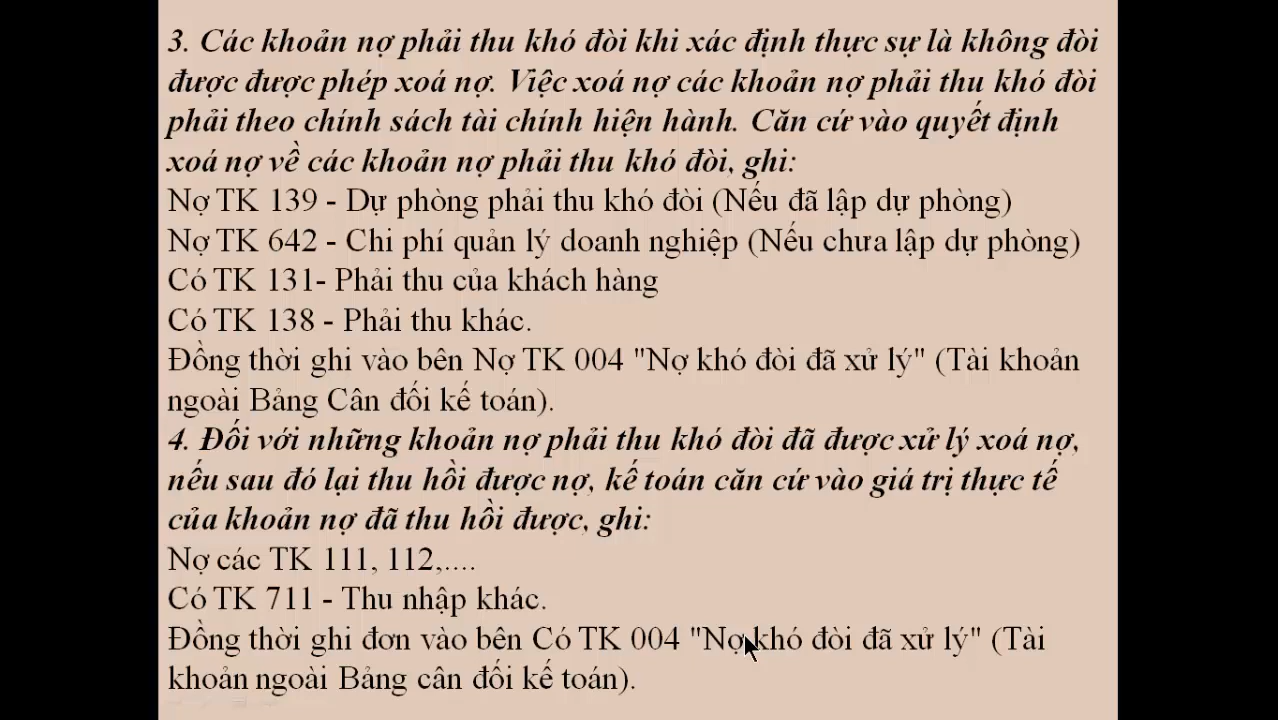 3. Các khoản nợ phải thu khó đòi khi xác định thực sự là không đòi
được được phép xoá nợ. Việc xoá nợ các khoản nợ phải thu khó đòi
phải theo chính sách tài chính hiện hành. Căn cứ vào quyết định
xoá nợ về các khoản nợ phải thu khó đòi, ghi:
Nợ TK 139 - Dự phòng phải thu khó đòi (Nếu đã lập dự phòng)
Nợ TK 642 - Chi phí quản lý doanh nghiệp (Nếu chưa lập dự phòng)
Có TK 131- Phải thu của khách hàng
Có TK 138 - Phải thu khác.
Đồng thời ghi vào bên Nợ TK 004 "Nợ khó đòi đã xử lý" (Tài khoản
ngoài Bảng Cân đối kế toán).
4. Đối với những khoản nợ phải thu khó đòi đã được xử lý xoá nợ,
nếu sau đó lại thu hồi được nợ, kế toán căn cứ vào giá trị thực tế
của khoản nợ đã thu hồi được, ghi:
Nợ các TK 111, 112,....
Có TK 711 - Thu nhập khác.
Đồng thời ghi đơn vào bên Có TK 004 "Nợ khó đòi đã xử lý" (Tài
khoản ngoài Bảng cân đối kế toán).